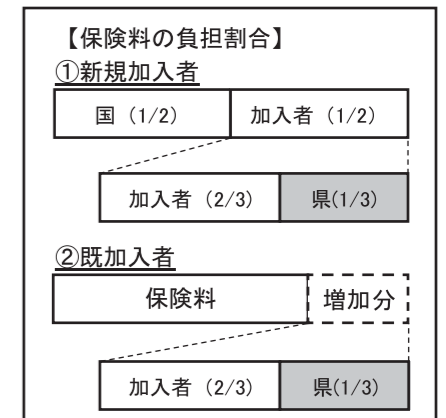 【保険料の負担割合】
①新規加入者
国（1/2） 加入者（1/2）
加入者（2/3） 県(1/3)
②既加入者
保険料 増加分
加入者（2/3） 県(1/3)